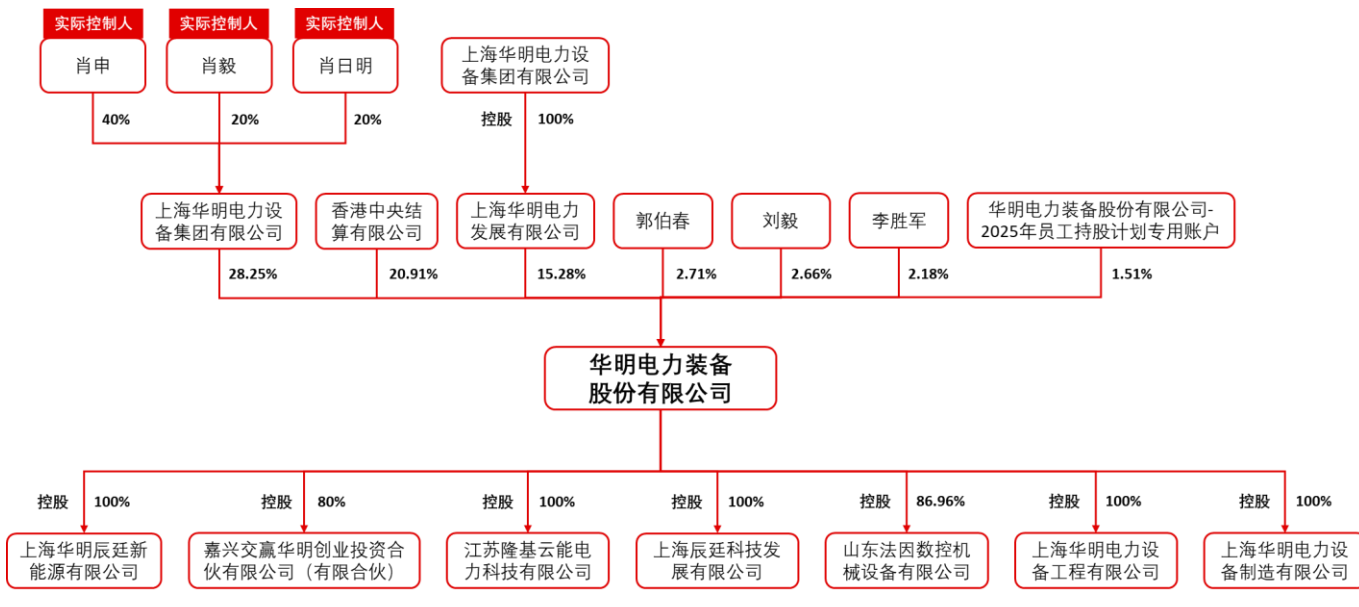 实际控制人
实际控制人
实际控制人
肖申
肖毅
肖日明
上海华明电力设
备集团有限公司
40%
20%
20%
控股
100%
上海华明电力设
备集团有限公司
香港中央结
算有限公司
上海华明电力
发展有限公司
郭伯春
刘毅
李胜军
华明电力装备股份有限公司-
2025年员工持股计划专用账户
28.25%
20.91%
15.28%
2.71%
2.66%
2.18%
1.51%
华明电力装备
股份有限公司
控股
100%
控股
80%
控股
100%
控股
100%
控股
86.96%
控股
100%
控股
100%
上海华明辰廷新
能源有限公司
嘉兴交赢华明创业投资合
伙有限公司（有限合伙）
江苏隆基云能电
力科技有限公司
上海辰廷科技发
展有限公司
山东法因数控机
械设备有限公司
上海华明电力设
备工程有限公司
上海华明电力设
备制造有限公司